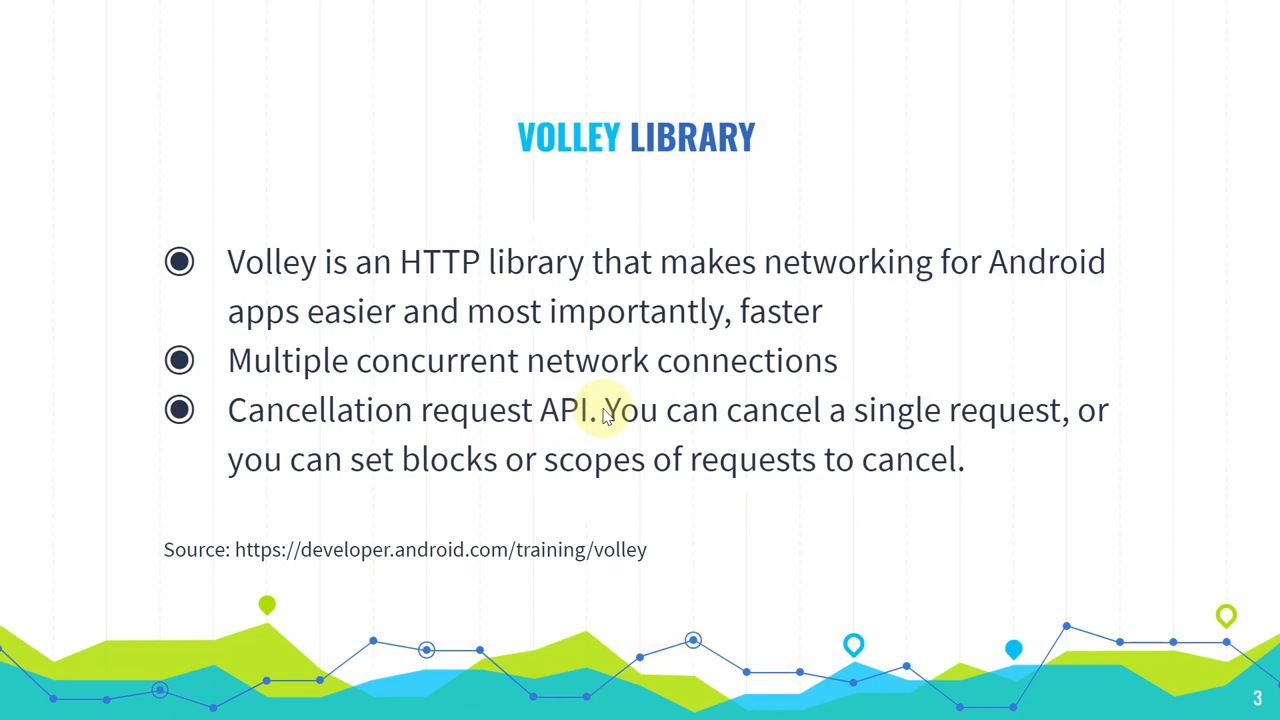 VOLLEY LIBRARY
Volley is an HTTP library that makes networking for Android
apps easier and most importantly, faster
Multiple concurrent network connections
Cancellation request API. You can cancel a single request, or
you can set blocks or scopes of requests to cancel.
Source: https://developer.android.com/training/volley
3